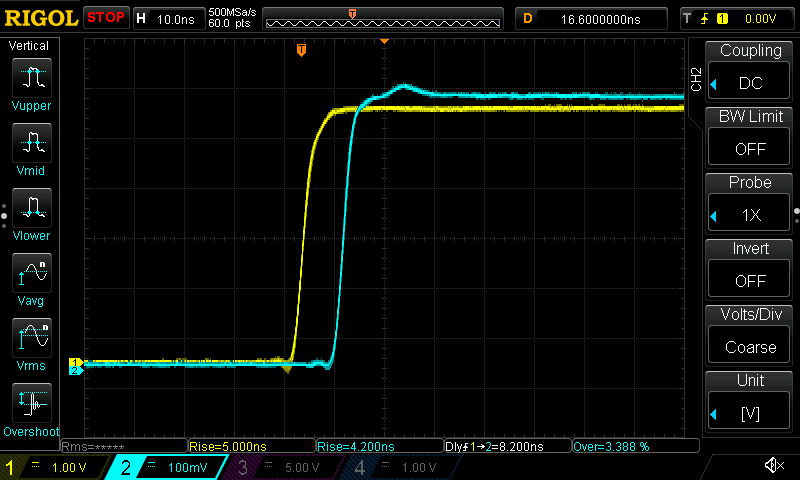 RIGOL STOP H 10.0ns 500MSa/s 60.0 pts D 16.6000000ns T 1 0.00V
T
T
Vertical
Vupper
Vmid
Vlower
n
Vavg
n
Vrms
Overshoot
1
2
CH2
Coupling
DC
BW Limit
OFF
Probe
1X
Invert
OFF
Volts/Div
Coarse
Unit
[V]
Rms=***** Rise=5.000ns Rise=4.200ns Dly1→2=8.200ns Over=3.388 %
1 1.00 V 2 100mV 3 5.00 V 4 1.00 V